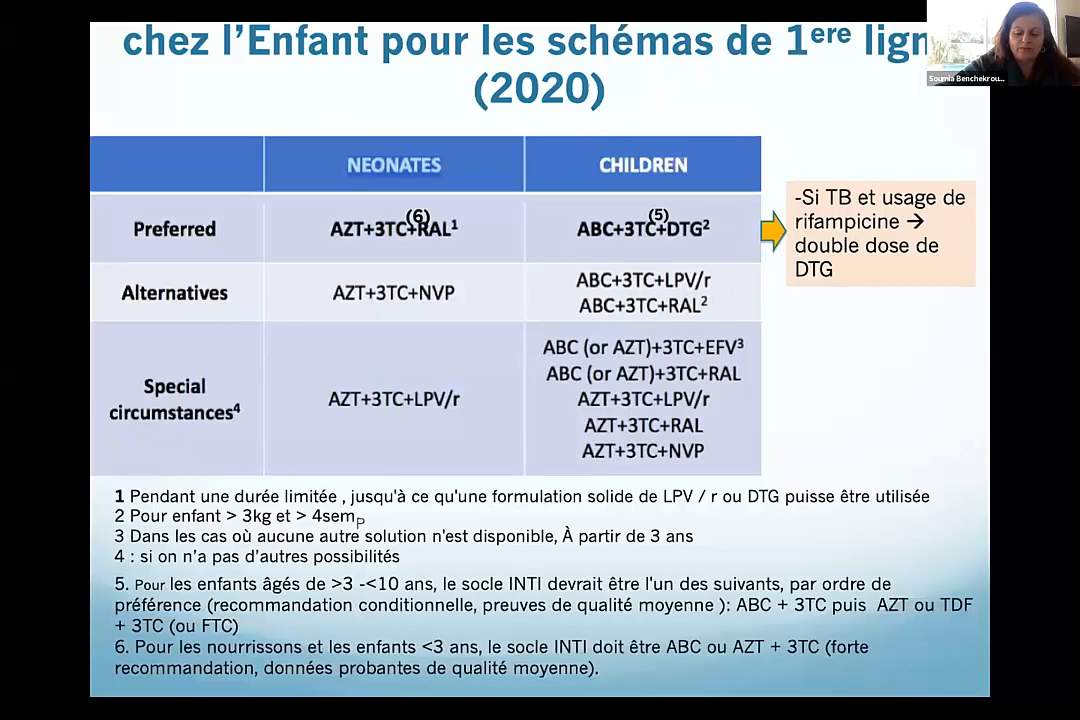 chez l'Enfant pour les schémas de 1ere lign
(2020)
Soumia Benchekrou...
NEONATES CHILDREN
Preferred AZT+3TC+RAL1 (6) ABC+3TC+DTG2 (5)
-Si TB et usage de
rifampicine →
double dose de
DTG
Alternatives AZT+3TC+NVP ABC+3TC+LPV/r
ABC+3TC+RAL2
Special
circumstances4
AZT+3TC+LPV/r
ABC (or AZT)+3TC+EFV3
ABC (or AZT)+3TC+RAL
AZT+3TC+LPV/r
AZT+3TC+RAL
AZT+3TC+NVP
1 Pendant une durée limitée , jusqu'à ce qu'une formulation solide de LPV / r ou DTG puisse être utilisée
2 Pour enfant > 3kg et > 4semP
3 Dans les cas où aucune autre solution n'est disponible, À partir de 3 ans
4 : si on n'a pas d'autres possibilités
5. Pour les enfants âgés de >3 -<10 ans, le socle INTI devrait être l'un des suivants, par ordre de
préférence (recommandation conditionnelle, preuves de qualité moyenne ): ABC + 3TC puis AZT ou TDF
+ 3TC (ou FTC)
6. Pour les nourrissons et les enfants <3 ans, le socle INTI doit être ABC ou AZT + 3TC (forte
recommandation, données probantes de qualité moyenne).